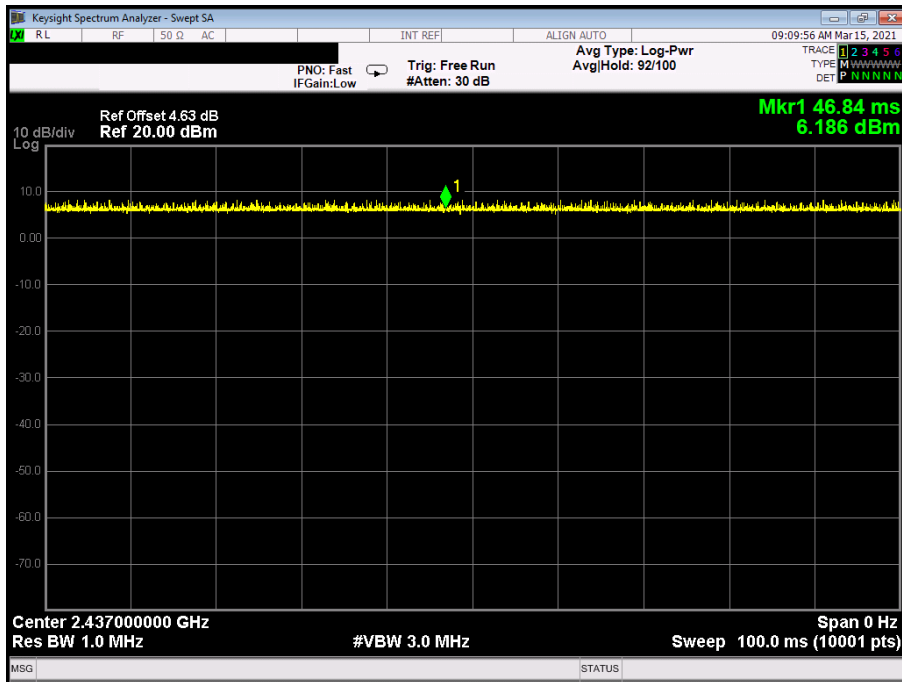 Keysight Spectrum Analyzer - Swept SA
LXI RL RF 50 Ω AC INT REF ALIGN AUTO 09:09:56 AM Mar 15, 2021
PNO: Fast Trig: Free Run Avg Type: Log-Pwr TRACE 1 2 3 4 5 6
IFGain:Low #Atten: 30 dB Avg|Hold: 92/100 TYPE M WWWWW
DET P N N N N N
Mkr1 46.84 ms
6.186 dBm
Ref Offset 4.63 dB
10 dB/div Ref 20.00 dBm
Log
1
10.0
0.00
-10.0
-20.0
-30.0
-40.0
-50.0
-60.0
-70.0
Center 2.437000000 GHz Span 0 Hz
Res BW 1.0 MHz #VBW 3.0 MHz Sweep 100.0 ms (10001 pts)
MSG STATUS